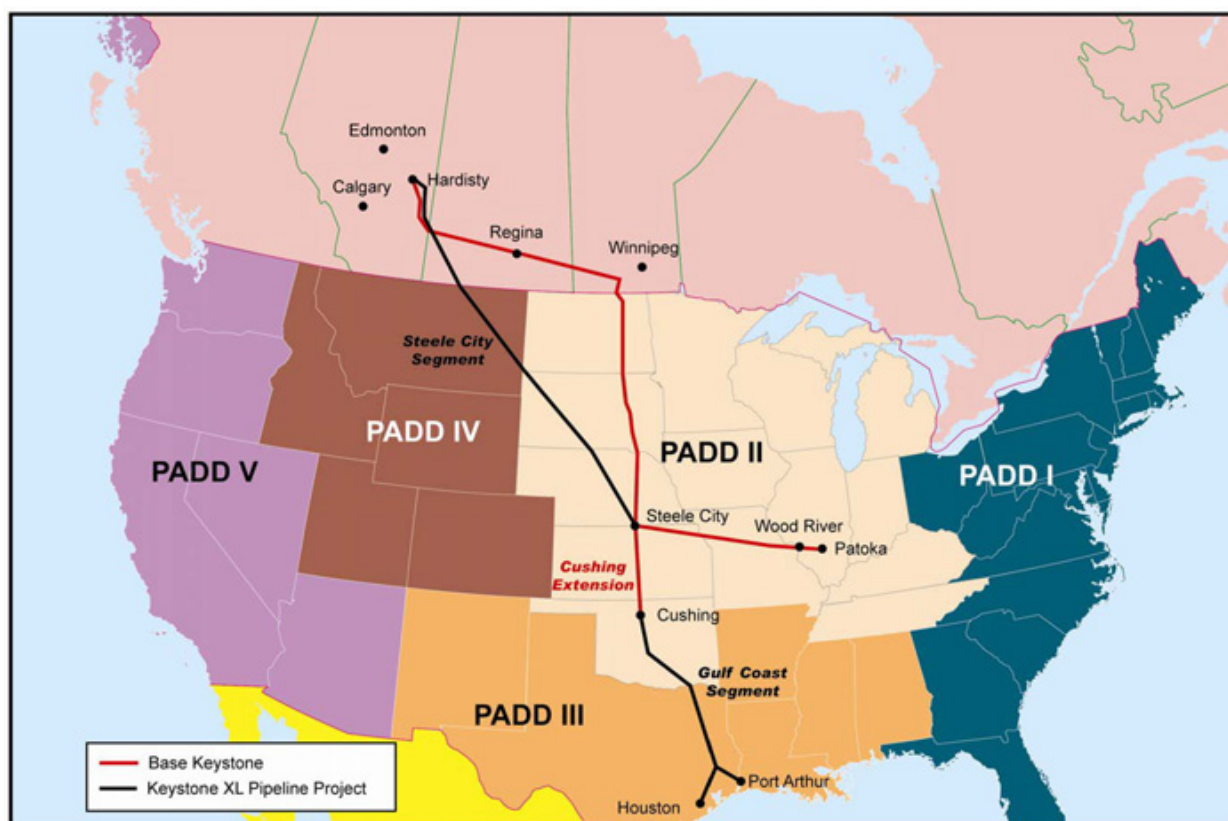 Edmonton
Hardisty
Calgary
Regina
Winnipeg
Steele City
Segment
PADD IV
PADD II
PADD V
PADD I
Steele City
Wood River
Patoka
Cushing
Extension
Cushing
Gulf Coast
Segment
PADD III
Base Keystone
Keystone XL Pipeline Project
Port Arthur
Houston